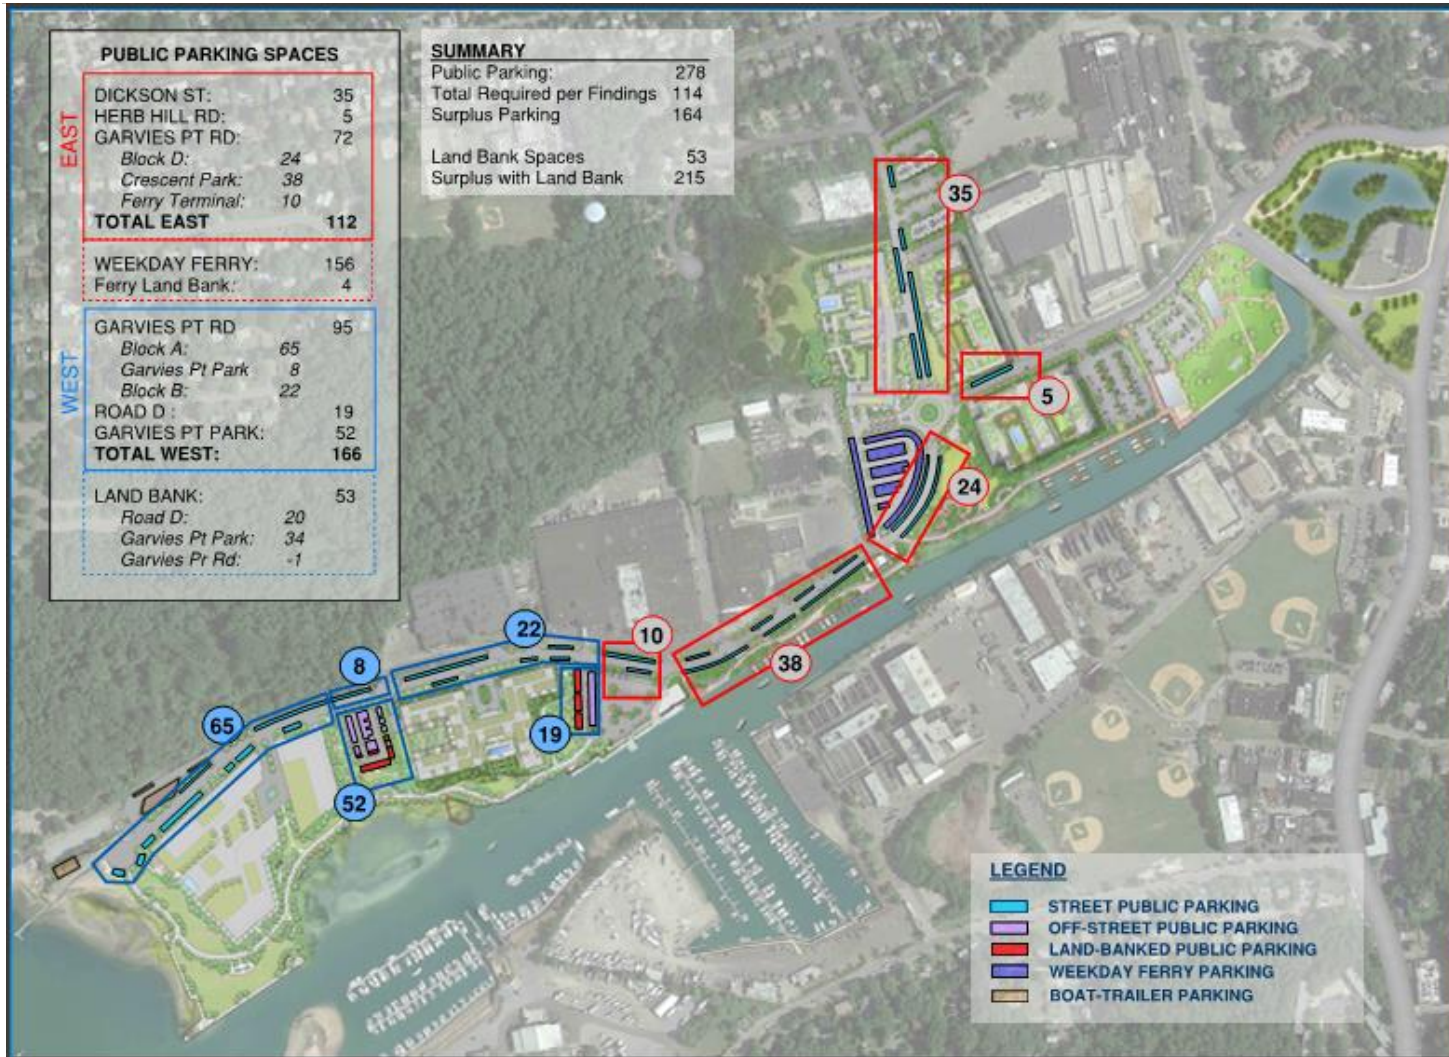 PUBLIC PARKING SPACES
EAST
DICKSON ST: 35
HERB HILL RD: 5
GARVIES PT RD: 72
Block D: 24
Crescent Park: 38
Ferry Terminal: 10
TOTAL EAST 112
WEEKDAY FERRY: 156
Ferry Land Bank: 4
WEST
GARVIES PT RD 95
Block A: 65
Garvies Pt Park 8
Block B: 22
ROAD D : 19
GARVIES PT PARK: 52
TOTAL WEST: 166
LAND BANK: 53
Road D: 20
Garvies Pt Park: 34
Garvies Pr Rd: -1
SUMMARY
Public Parking: 278
Total Required per Findings 114
Surplus Parking 164
Land Bank Spaces 53
Surplus with Land Bank 215
35
5
24
10
38
22
8
65
19
52
LEGEND
STREET PUBLIC PARKING
OFF-STREET PUBLIC PARKING
LAND-BANKED PUBLIC PARKING
WEEKDAY FERRY PARKING
BOAT-TRAILER PARKING